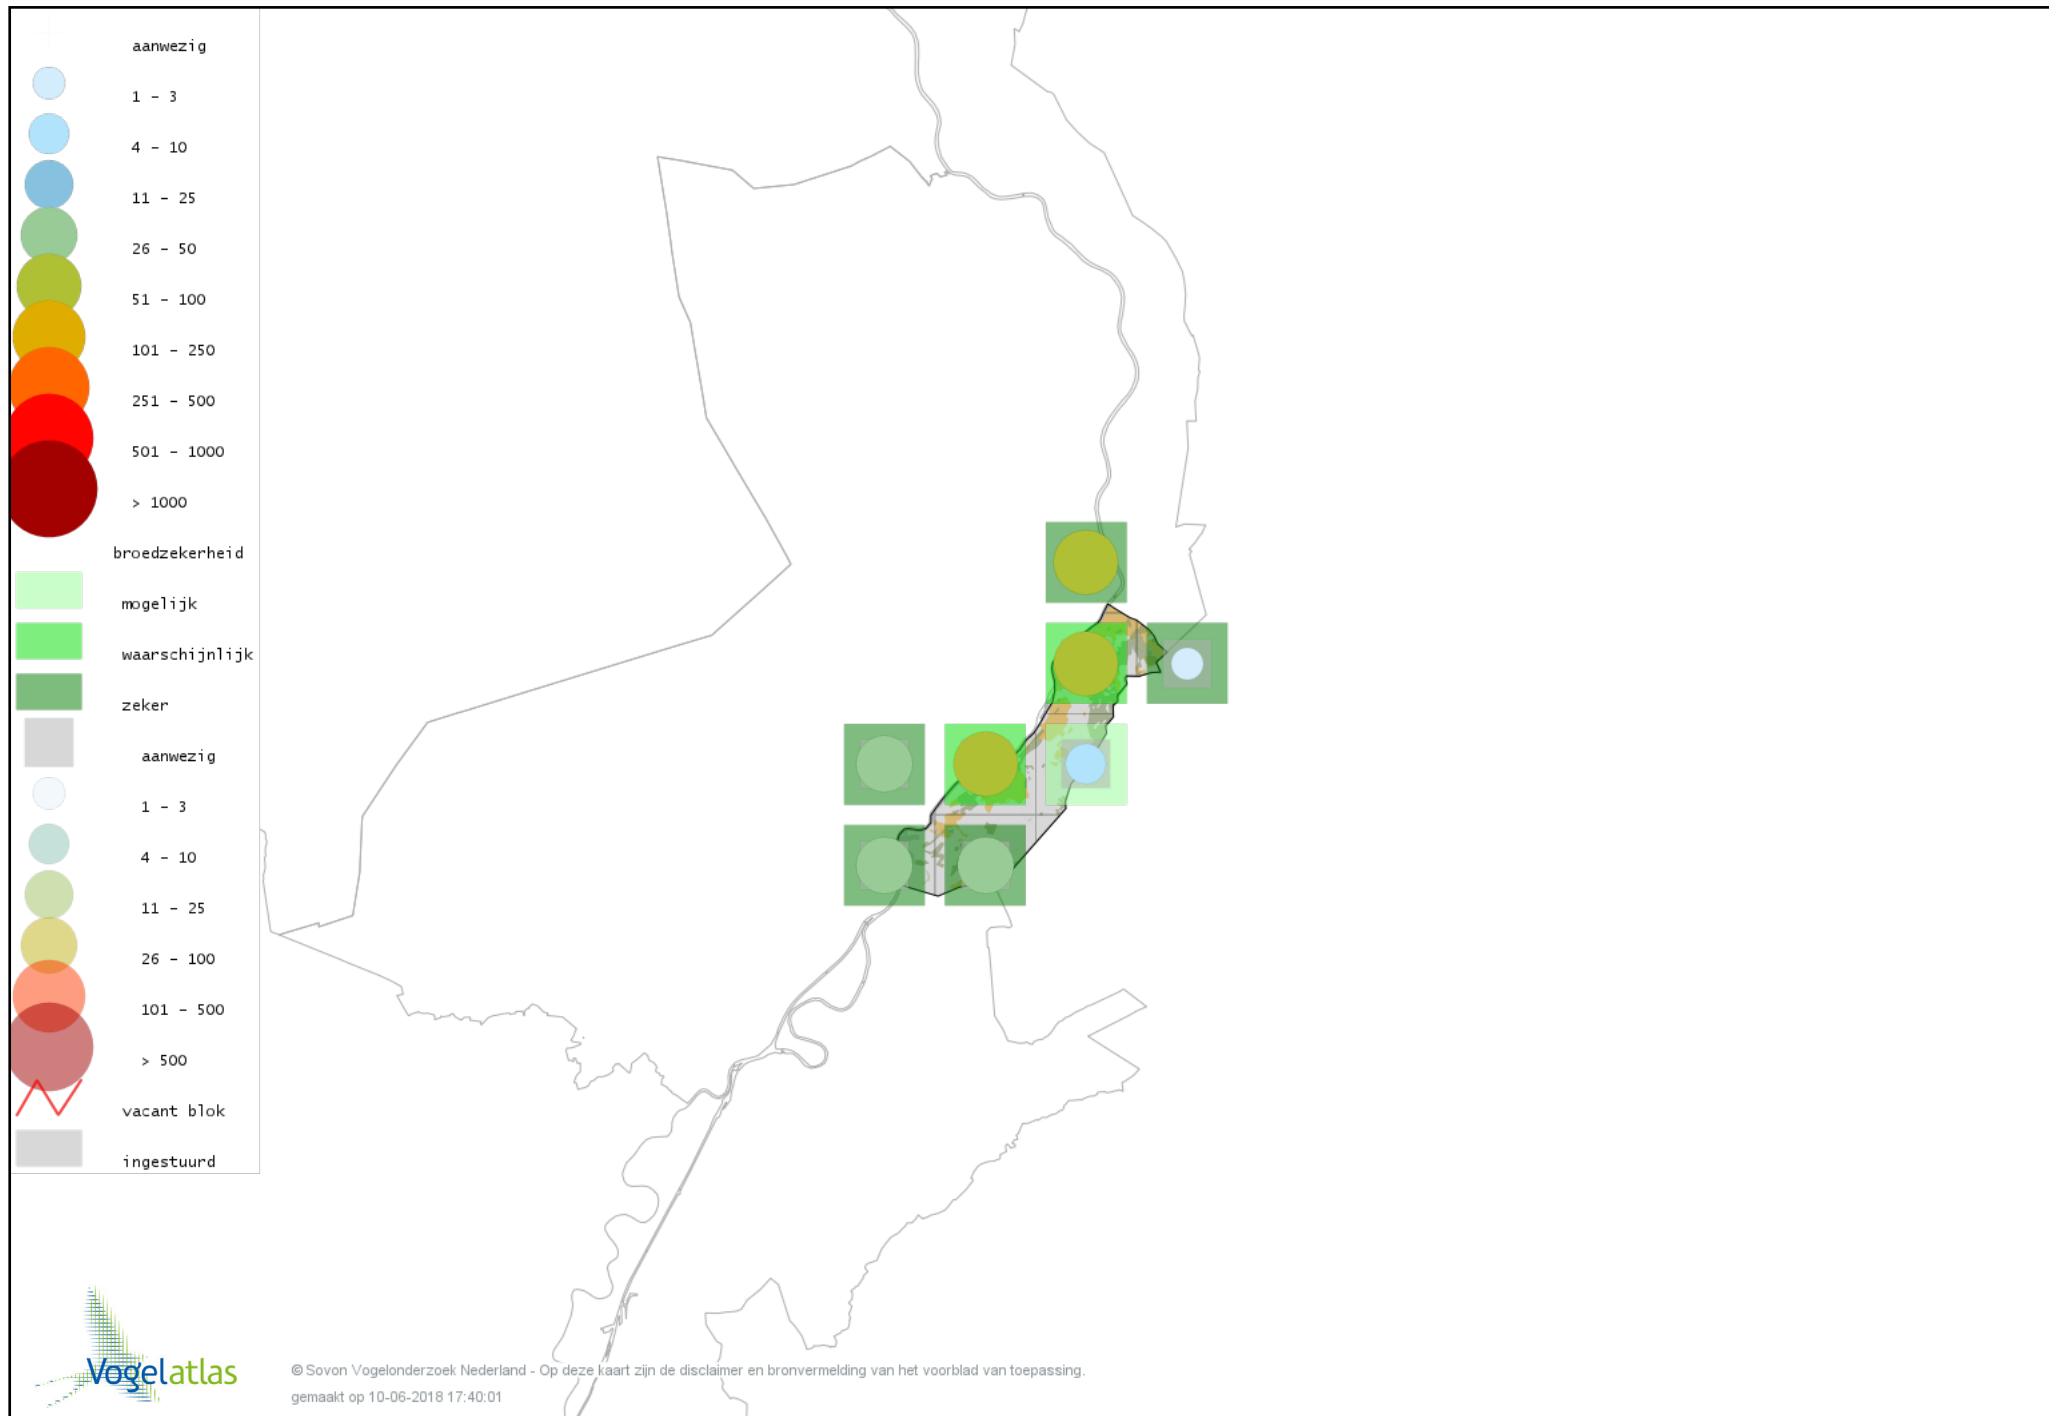 aanwezig
1 - 3
4 - 10
11 - 25
26 - 50
51 - 100
101 - 250
251 - 500
501 - 1000
> 1000
broedzekerheid
mogelijk
waarschijnlijk
zeker
aanwezig
1 - 3
4 - 10
11 - 25
26 - 100
101 - 500
> 500
vacant blok
ingestuurd
Vogelatlas
© Sovon Vogelonderzoek Nederland - Op deze kaart zijn de disclaimer en bronvermelding van het voorblad van toepassing.
gemaakt op 10-06-2018 17:40:01